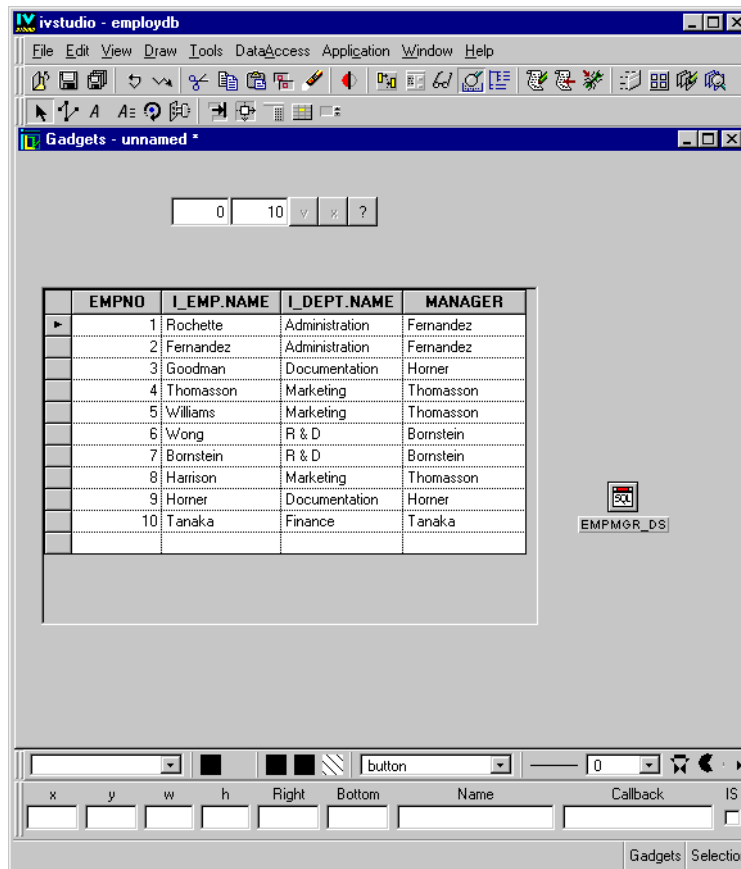 ivstudio - employdb
File Edit View Draw Tools DataAccess Application Window Help
Gadgets - unnamed *
0 10 v x ?
EMPNO I_EMP.NAME I_DEPT.NAME MANAGER
1 Rochette Administration Fernandez
2 Fernandez Administration Fernandez
3 Goodman Documentation Horner
4 Thomasson Marketing Thomasson
5 Williams Marketing Thomasson
6 Wong R & D Bornstein
7 Bornstein R & D Bornstein
8 Harrison Marketing Thomasson
9 Horner Documentation Horner
10 Tanaka Finance Tanaka
SQL
EMPMGR_DS
button 0
x y w h Right Bottom Name Callback IS
Gadgets Selectio